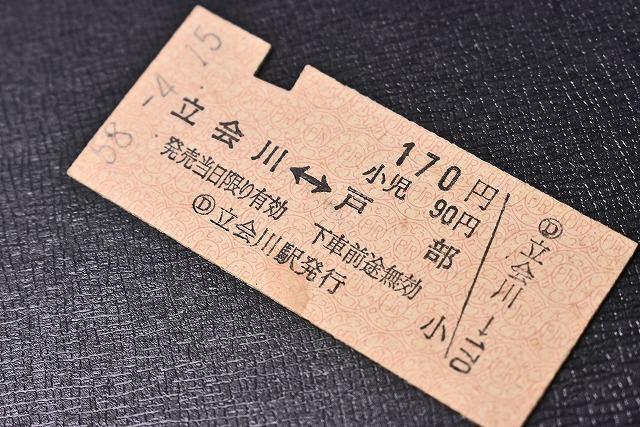 58.-4.15
170円
立会川↔戸部
小児 90円
発売当日限り有効 下車前途無効
Ⓓ立会川駅発行
小
Ⓓ
立会川
→170